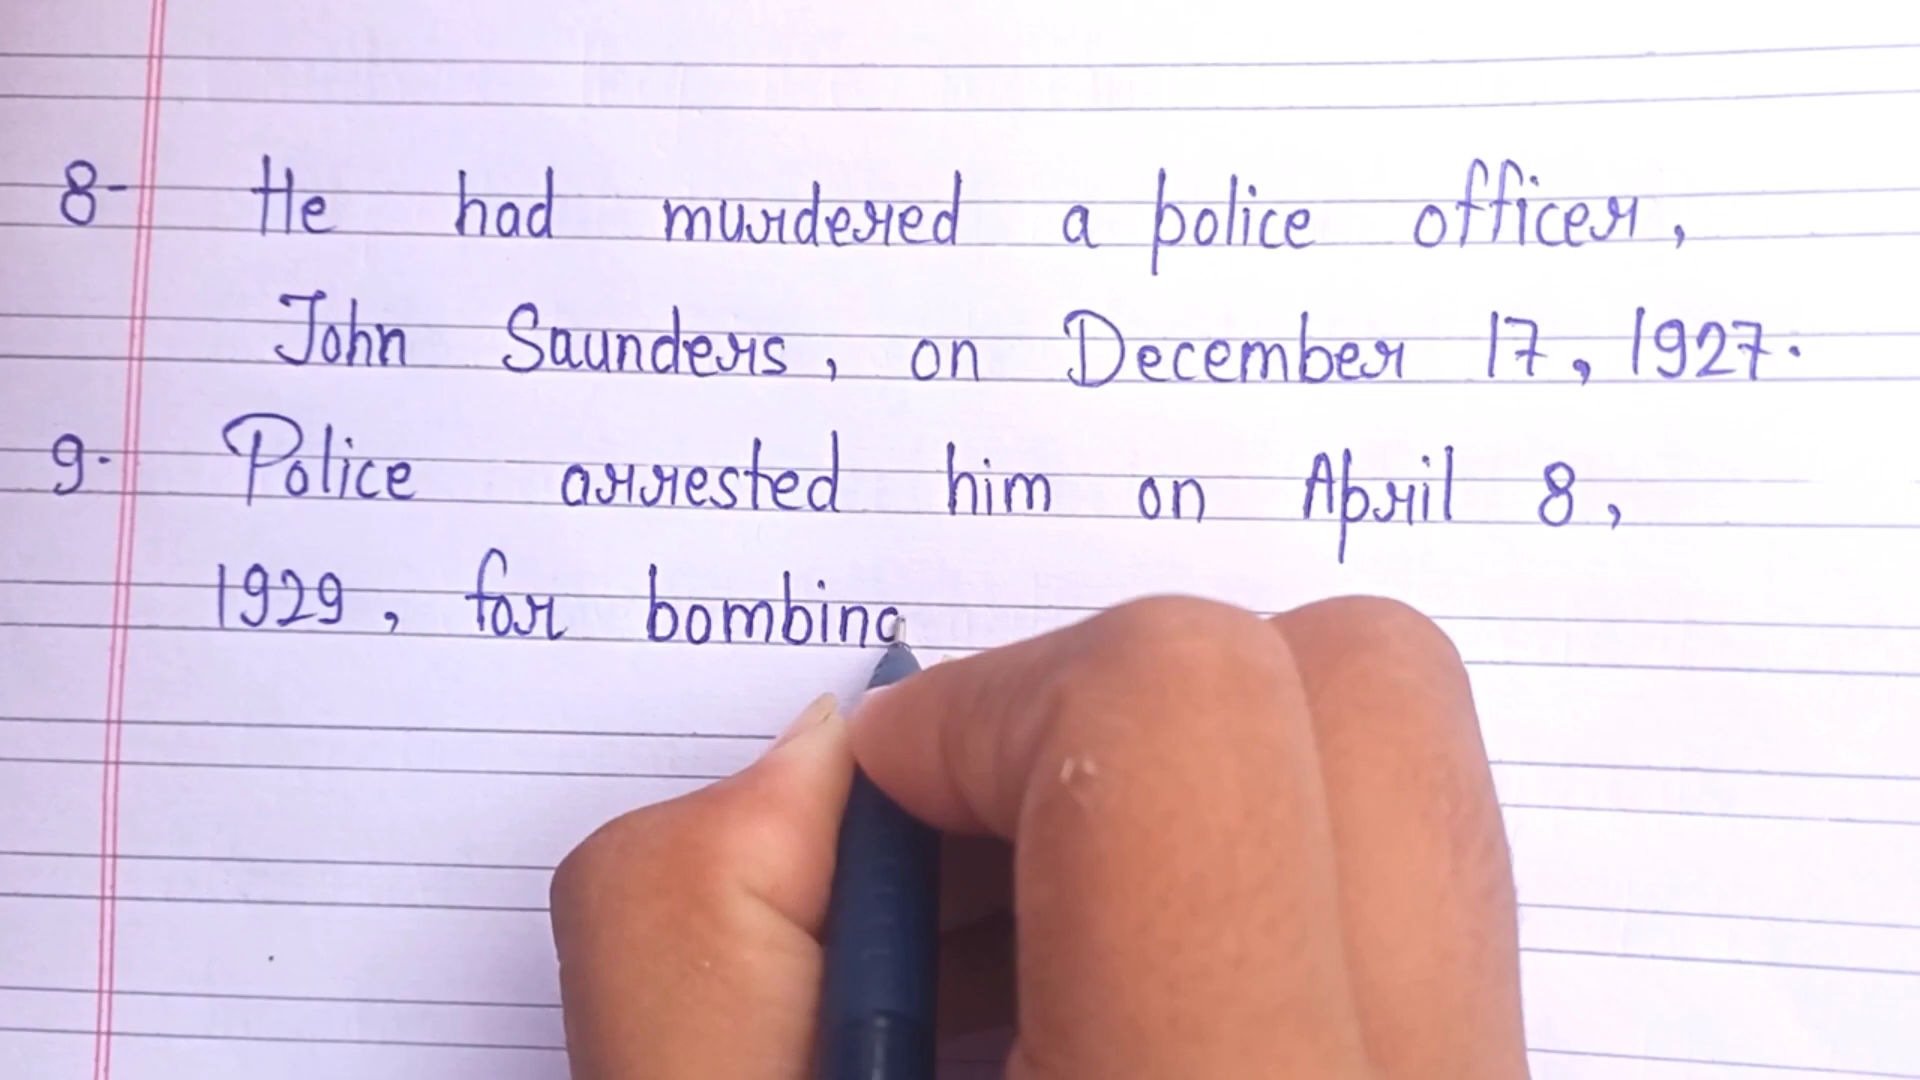 8- He had murdered a police officer,
John Saunders, on December 17, 1927.
9. Police arrested him on April 8,
1929, for bombing